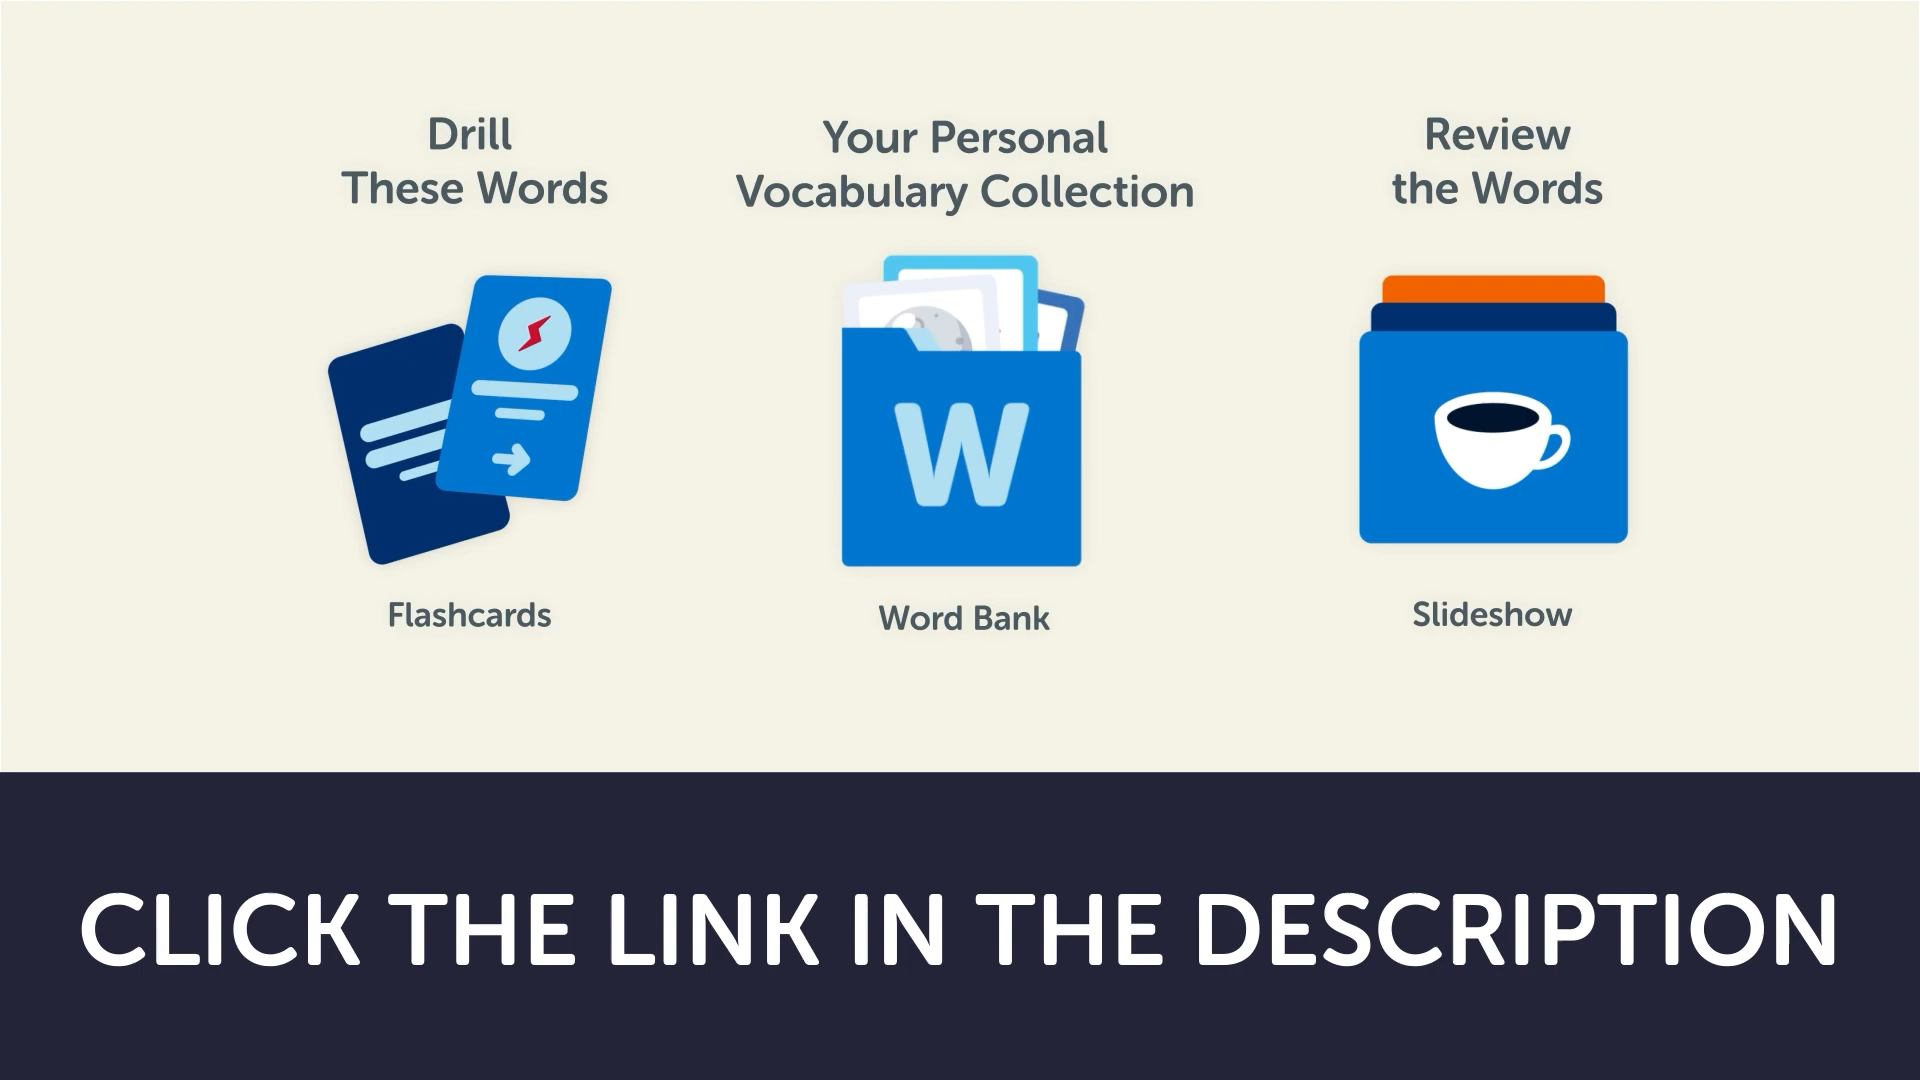 Drill
These Words
Flashcards
Your Personal
Vocabulary Collection
W
Word Bank
Review
the Words
Slideshow
CLICK THE LINK IN THE DESCRIPTION